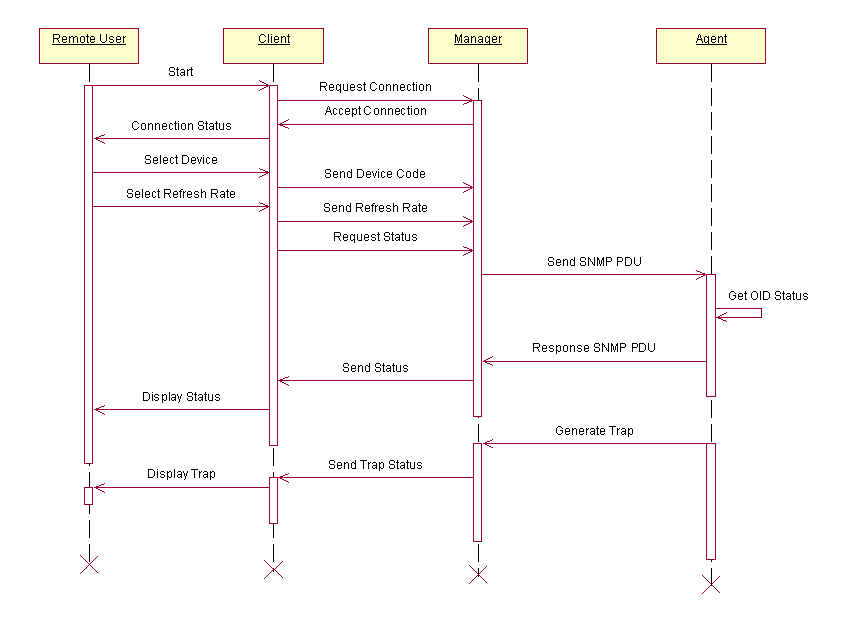 Remote User
Client
Manager
Agent
Start
Request Connection
Accept Connection
Connection Status
Select Device
Send Device Code
Select Refresh Rate
Send Refresh Rate
Request Status
Send SNMP PDU
Get OID Status
Response SNMP PDU
Send Status
Display Status
Generate Trap
Send Trap Status
Display Trap